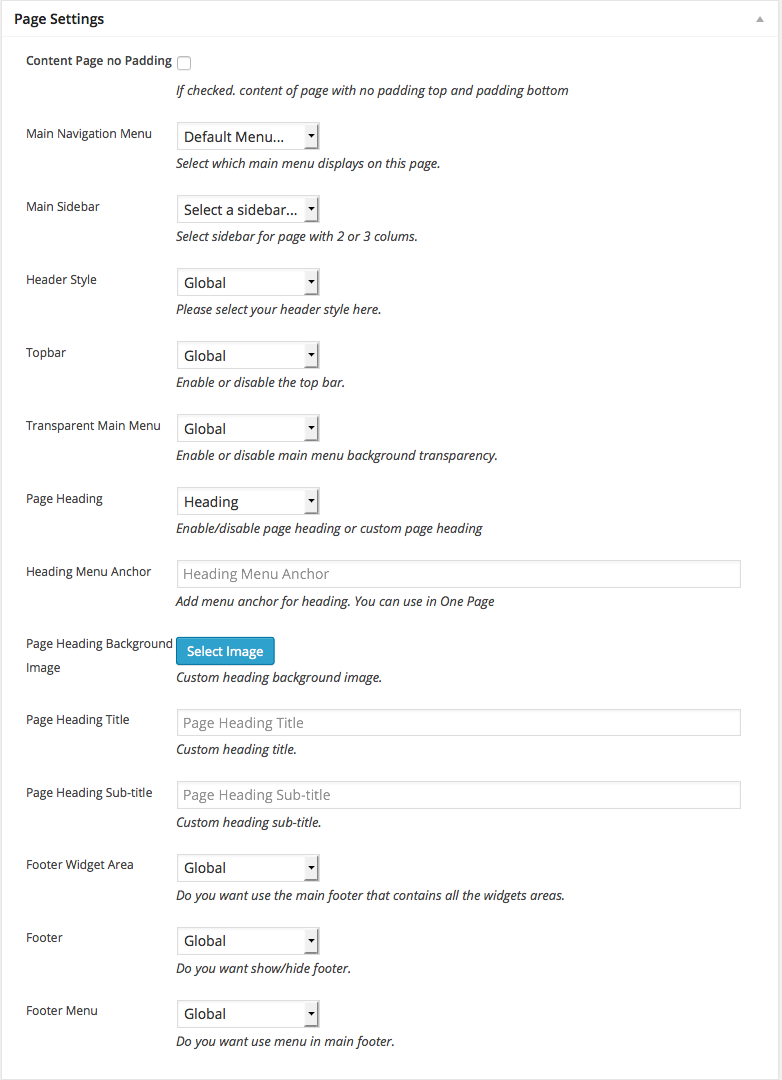 Page Settings
Content Page no Padding
If checked. content of page with no padding top and padding bottom
Main Navigation Menu
Default Menu...
Select which main menu displays on this page.
Main Sidebar
Select a sidebar...
Select sidebar for page with 2 or 3 colums.
Header Style
Global
Please select your header style here.
Topbar
Global
Enable or disable the top bar.
Transparent Main Menu
Global
Enable or disable main menu background transparency.
Page Heading
Heading
Enable/disable page heading or custom page heading
Heading Menu Anchor
Heading Menu Anchor
Add menu anchor for heading. You can use in One Page
Page Heading Background
Image
Select Image
Custom heading background image.
Page Heading Title
Page Heading Title
Custom heading title.
Page Heading Sub-title
Page Heading Sub-title
Custom heading sub-title.
Footer Widget Area
Global
Do you want use the main footer that contains all the widgets areas.
Footer
Global
Do you want show/hide footer.
Footer Menu
Global
Do you want use menu in main footer.